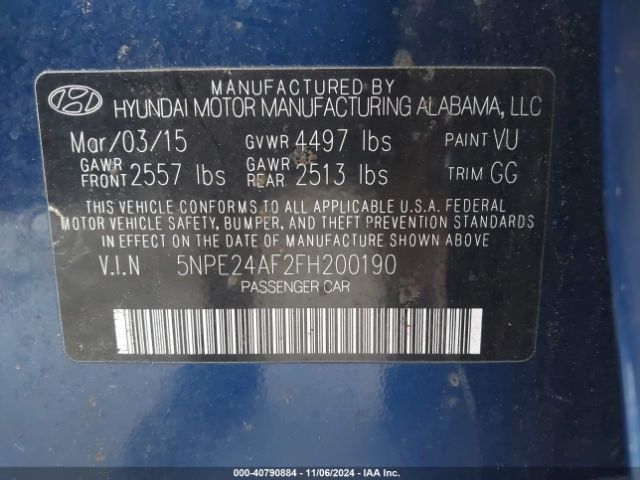 MANUFACTURED BY
HYUNDAI MOTOR MANUFACTURING ALABAMA, LLC
Mar/03/15 GVWR 4497 lbs PAINT VU
GAWR FRONT 2557 lbs GAWR REAR 2513 lbs TRIM GG
THIS VEHICLE CONFORMS TO ALL APPLICABLE U.S.A. FEDERAL
MOTOR VEHICLE SAFETY, BUMPER, AND THEFT PREVENTION STANDARDS
IN EFFECT ON THE DATE OF MANUFACTURE SHOWN ABOVE
V.I.N 5NPE24AF2FH200190
PASSENGER CAR
000-40790884 - 11/06/2024 - IAA Inc.